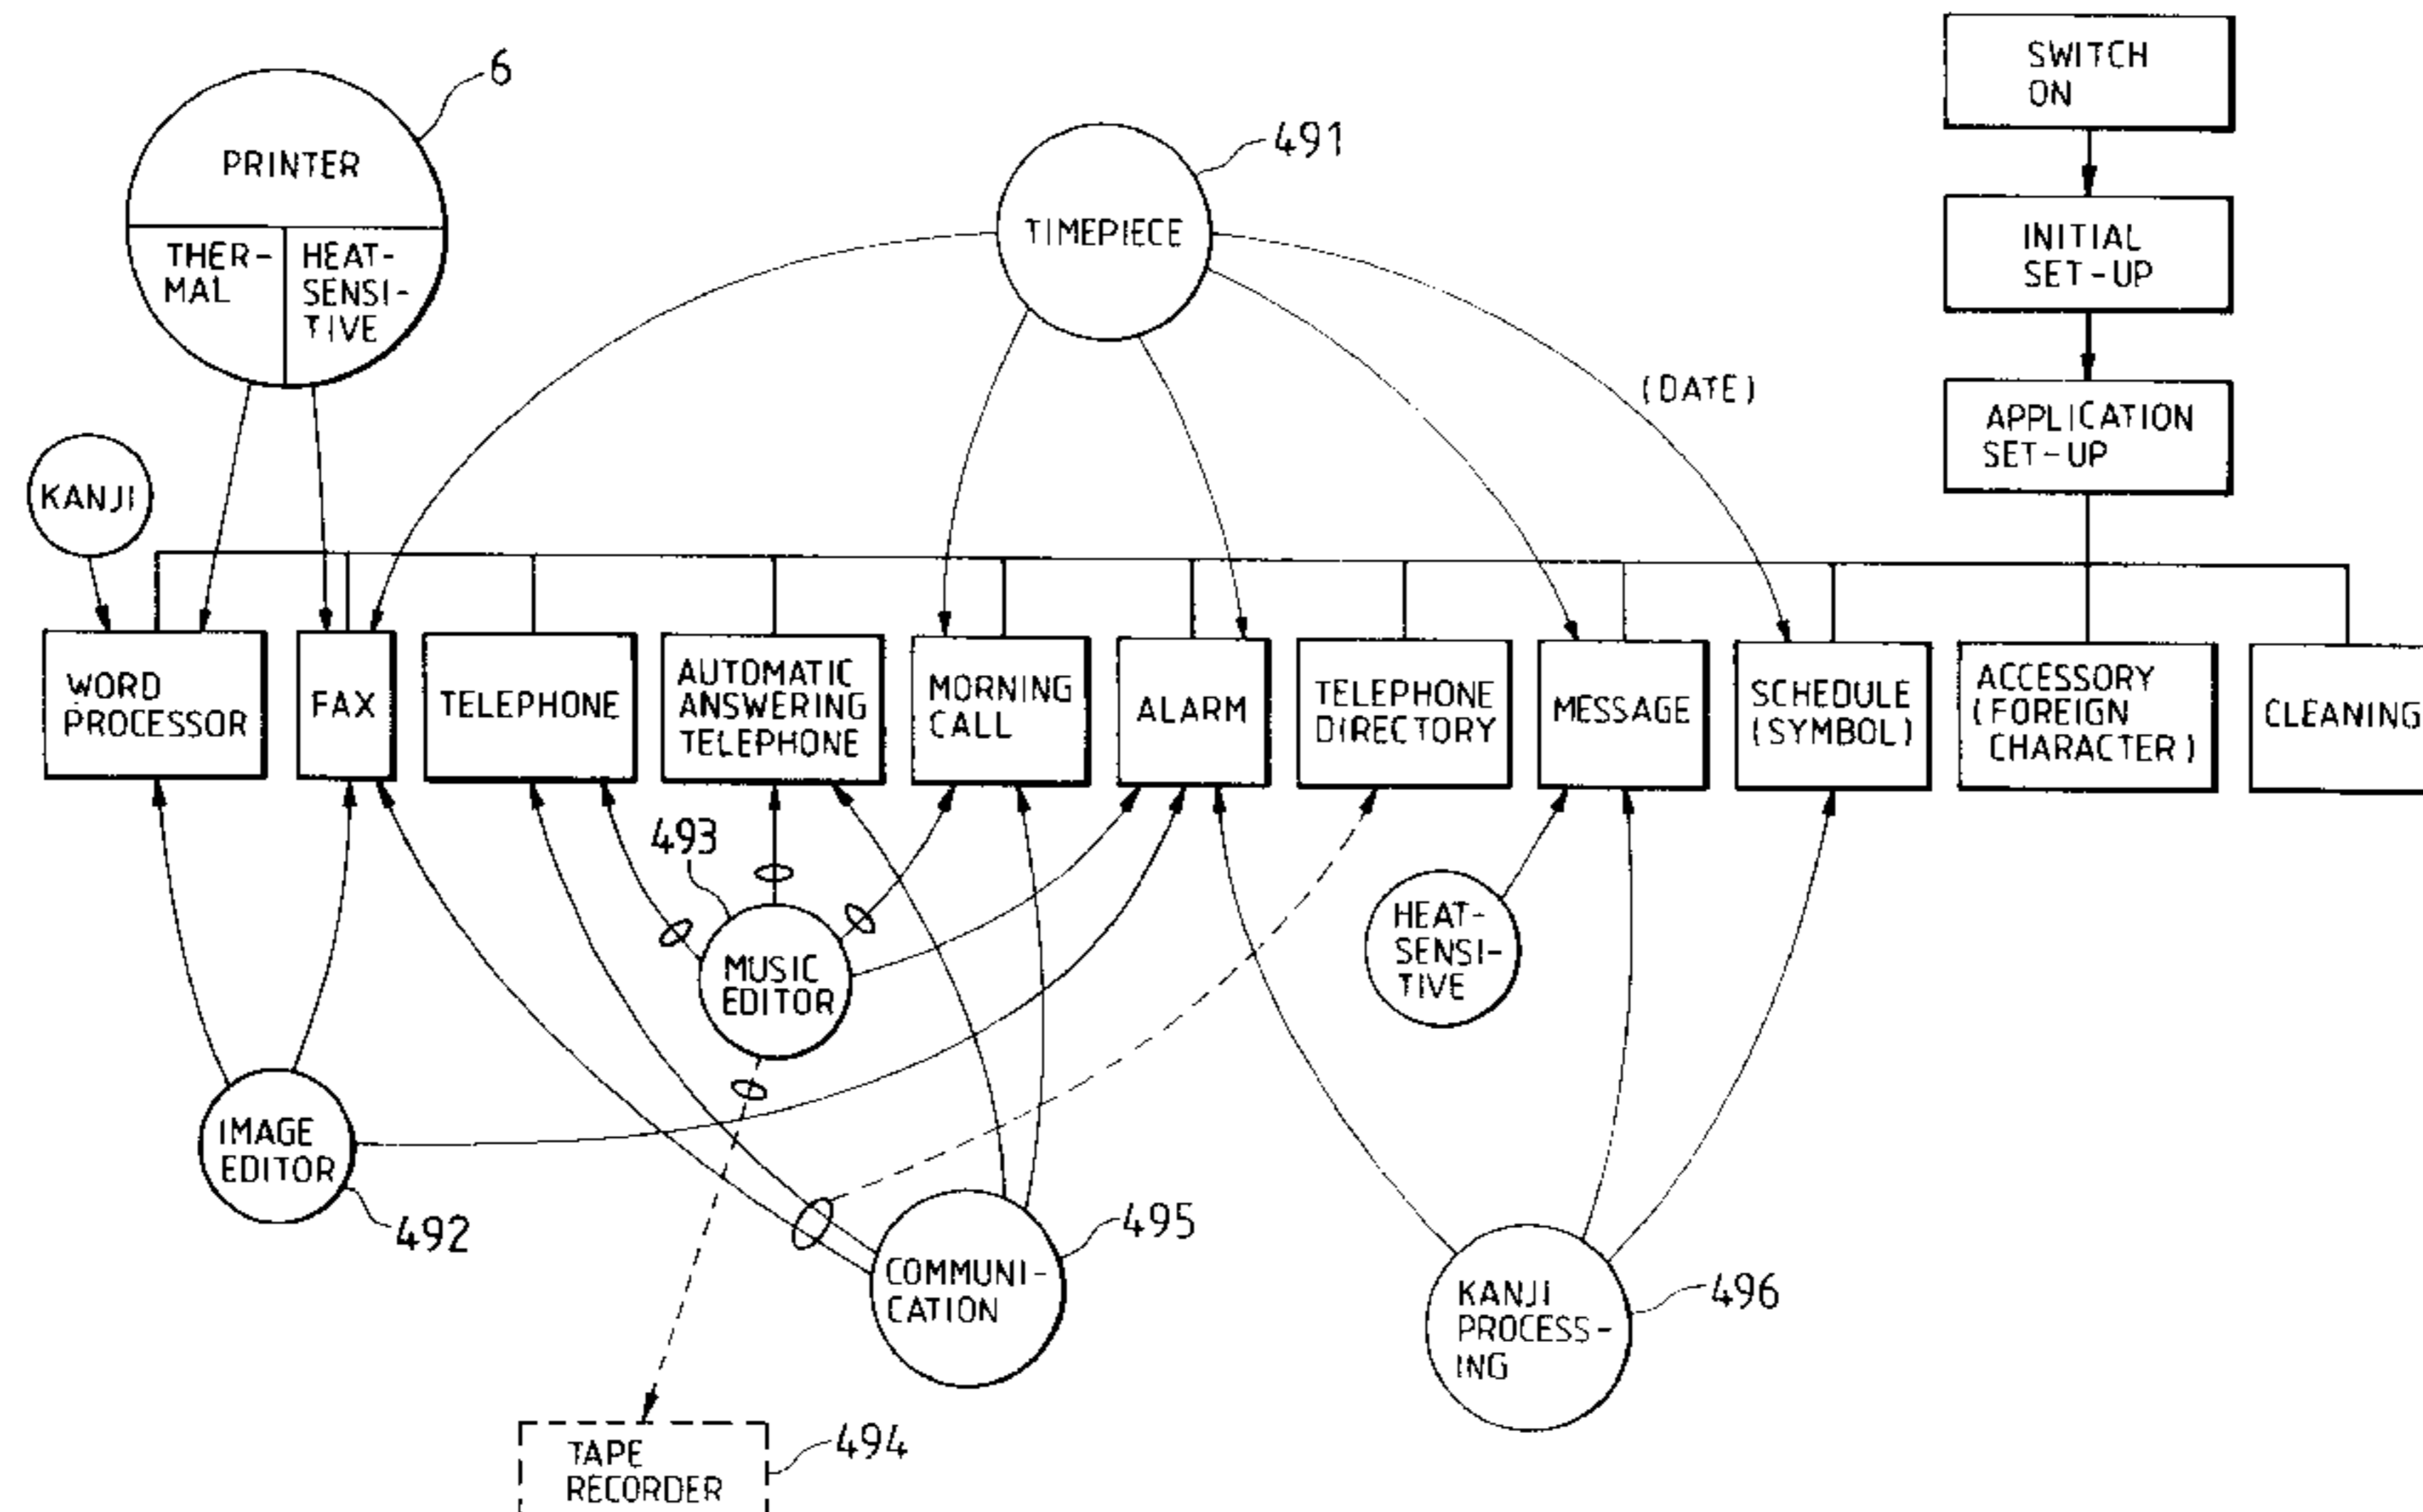 SWITCH
ON
6
491
PRINTER
TIMEPIECE
THER-
MAL
HEAT-
SENSI-
TIVE
INITIAL
SET-UP
(DATE)
APPLICATION
SET-UP
KANJI
WORD
PROCESSOR
FAX
TELEPHONE
AUTOMATIC
ANSWERING
TELEPHONE
MORNING
CALL
ALARM
TELEPHONE
DIRECTORY
MESSAGE
SCHEDULE
(SYMBOL)
ACCESSORY
(FOREIGN
CHARACTER)
CLEANING
493
MUSIC
EDITOR
HEAT-
SENSI-
TIVE
IMAGE
EDITOR
492
COMMUNI-
CATION
495
KANJI
PROCESS-
ING
496
TAPE
RECORDER
494